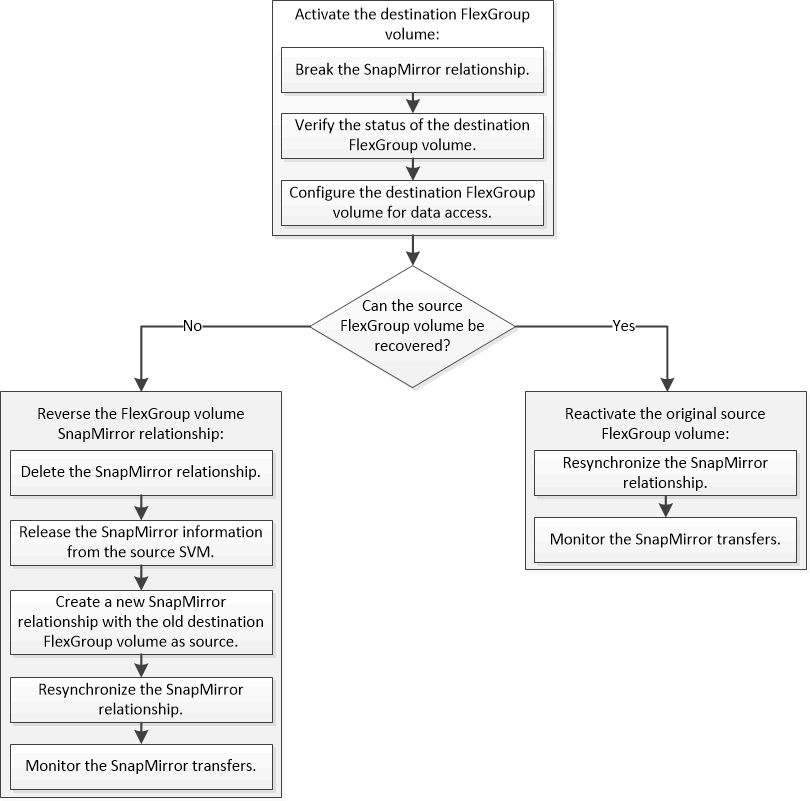 Activate the destination FlexGroup
volume:
Break the SnapMirror relationship.
Verify the status of the destination
FlexGroup volume.
Configure the destination FlexGroup
volume for data access.
Can the source
FlexGroup volume be
recovered?
No
Yes
Reverse the FlexGroup volume
SnapMirror relationship:
Delete the SnapMirror relationship.
Release the SnapMirror information
from the source SVM.
Create a new SnapMirror
relationship with the old destination
FlexGroup volume as source.
Resynchronize the SnapMirror
relationship.
Monitor the SnapMirror transfers.
Reactivate the original source
FlexGroup volume:
Resynchronize the SnapMirror
relationship.
Monitor the SnapMirror transfers.